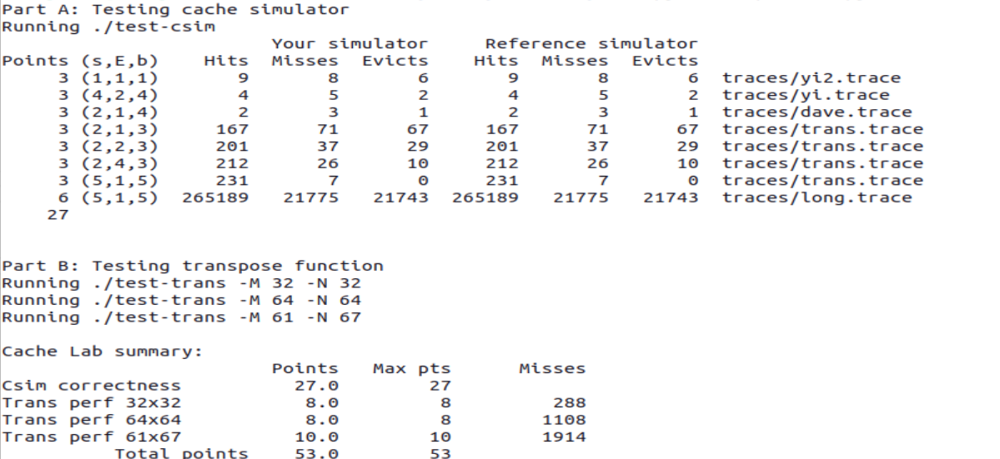 Part A: Testing cache simulator
Running ./test-csim
                        Your simulator     Reference simulator
Points (s,E,b)    Hits  Misses  Evicts    Hits  Misses  Evicts
     3 (1,1,1)       9       8       6       9       8       6  traces/yi2.trace
     3 (4,2,4)       4       5       2       4       5       2  traces/yi.trace
     3 (2,1,4)       2       3       1       2       3       1  traces/dave.trace
     3 (2,1,3)     167      71      67     167      71      67  traces/trans.trace
     3 (2,2,3)     201      37      29     201      37      29  traces/trans.trace
     3 (2,4,3)     212      26      10     212      26      10  traces/trans.trace
     3 (5,1,5)     231       7       0     231       7       0  traces/trans.trace
     6 (5,1,5)  265189   21775   21743  265189   21775   21743  traces/long.trace
    27
Part B: Testing transpose function
Running ./test-trans -M 32 -N 32
Running ./test-trans -M 64 -N 64
Running ./test-trans -M 61 -N 67
Cache Lab summary:
                        Points   Max pts      Misses
Csim correctness          27.0        27
Trans perf 32x32           8.0         8         288
Trans perf 64x64           8.0         8        1108
Trans perf 61x67          10.0        10        1914
          Total points    53.0        53